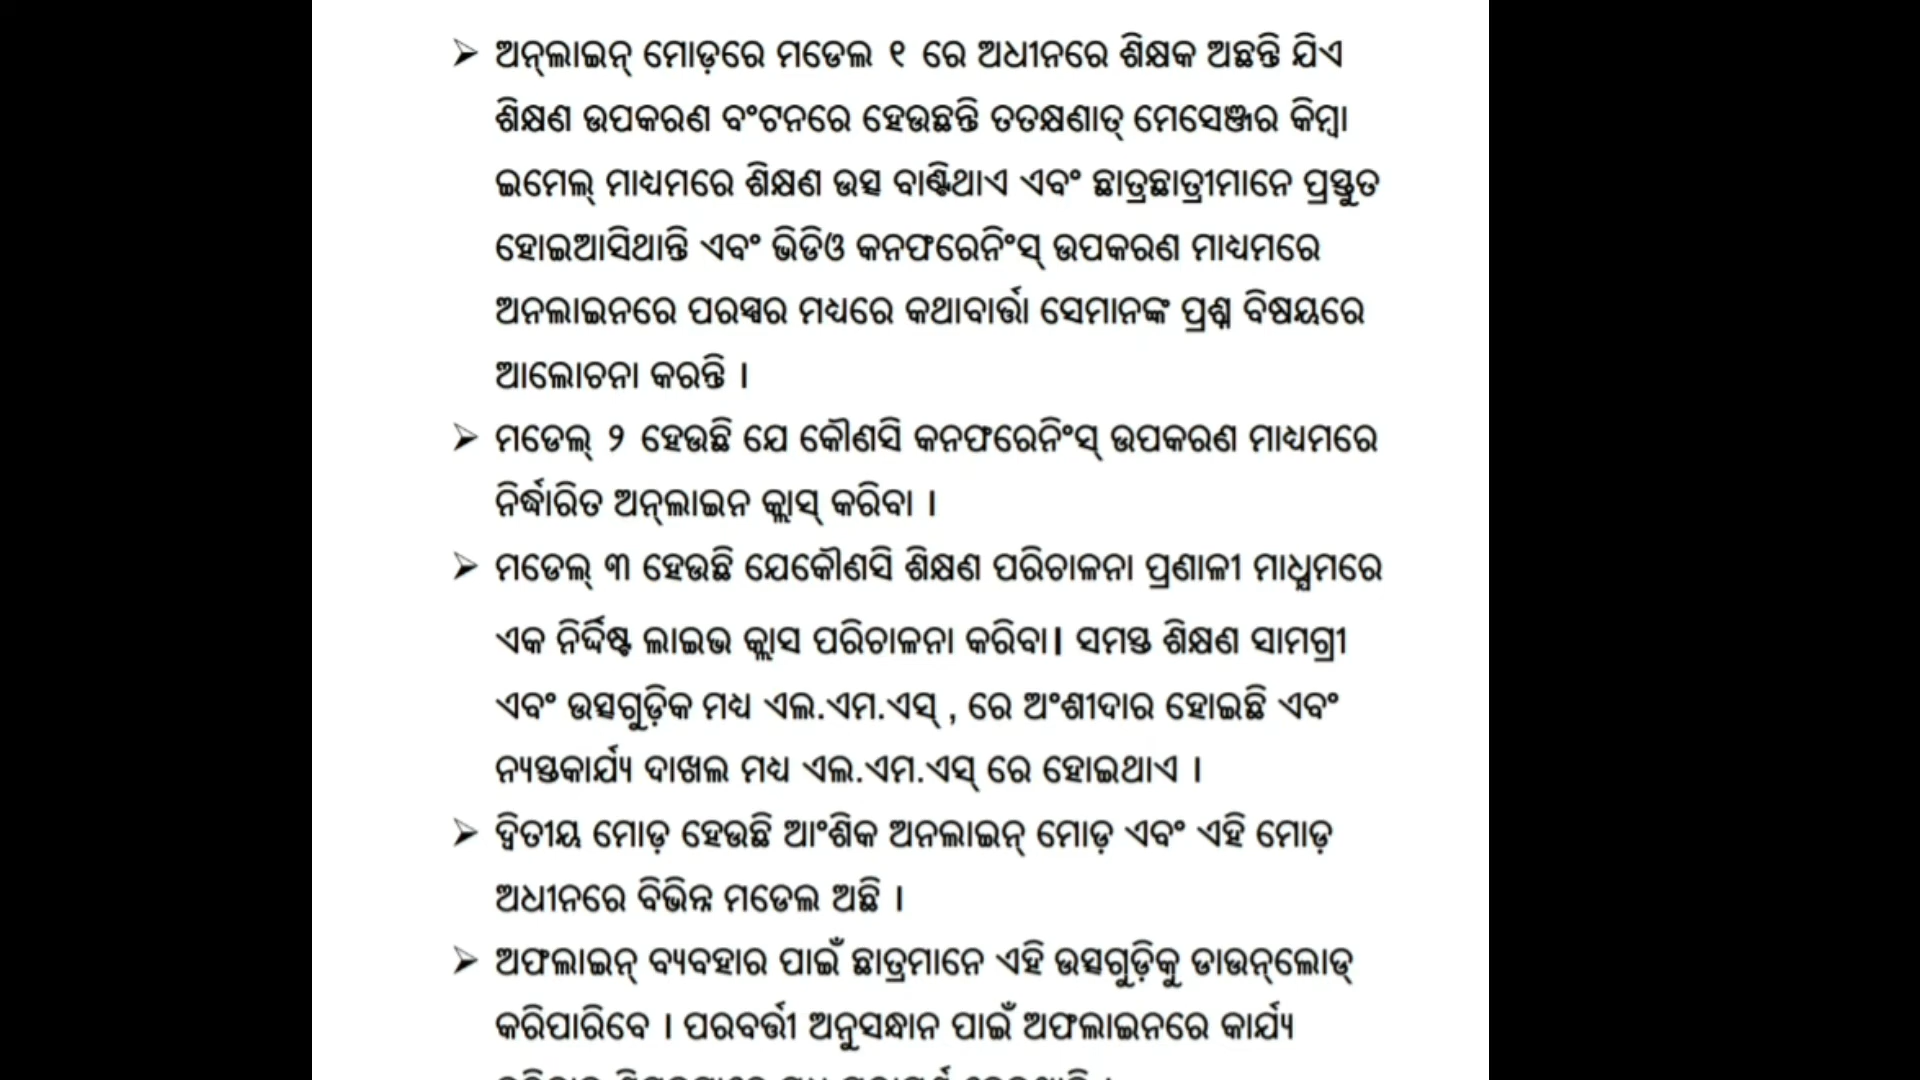 ➢ ଅନ୍‌ଲାଇନ୍ ମୋଡ଼ରେ ମଡେଲ ୧ ରେ ଅଧୀନରେ ଶିକ୍ଷକ ଅଛନ୍ତି ଯିଏ
ଶିକ୍ଷଣ ଉପକରଣ ବଂଟନରେ ହେଉଛନ୍ତି ତତକ୍ଷଣାତ୍ ମେସେଞ୍ଜର କିମ୍ବା
ଇମେଲ୍ ମାଧ୍ୟମରେ ଶିକ୍ଷଣ ଉତ୍ସ ବାଣ୍ଟିଥାଏ ଏବଂ ଛାତ୍ରଛାତ୍ରୀମାନେ ପ୍ରସ୍ତୁତ
ହୋଇଆସିଥାନ୍ତି ଏବଂ ଭିଡିଓ କନଫରେନିଂସ୍ ଉପକରଣ ମାଧ୍ୟମରେ
ଅନଲାଇନରେ ପରସ୍ପର ମଧ୍ୟରେ କଥାବାର୍ତ୍ତା ସେମାନଙ୍କ ପ୍ରଶ୍ନ ବିଷୟରେ
ଆଲୋଚନା କରନ୍ତି ।
➢ ମଡେଲ୍ ୨ ହେଉଛି ଯେ କୌଣସି କନଫରେନିଂସ୍ ଉପକରଣ ମାଧ୍ୟମରେ
ନିର୍ଦ୍ଧାରିତ ଅନ୍‌ଲାଇନ କ୍ଲାସ୍ କରିବା ।
➢ ମଡେଲ୍ ୩ ହେଉଛି ଯେକୌଣସି ଶିକ୍ଷଣ ପରିଚାଳନା ପ୍ରଣାଳୀ ମାଧ୍ଯମରେ
ଏକ ନିର୍ଦ୍ଦିଷ୍ଟ ଲାଇଭ କ୍ଲାସ ପରିଚାଳନା କରିବା। ସମସ୍ତ ଶିକ୍ଷଣ ସାମଗ୍ରୀ
ଏବଂ ଉତ୍ସଗୁଡ଼ିକ ମଧ୍ୟ ଏଲ.ଏମ.ଏସ୍ , ରେ ଅଂଶୀଦାର ହୋଇଛି ଏବଂ
ନ୍ୟସ୍ତକାର୍ଯ୍ୟ ଦାଖଲ ମଧ୍ୟ ଏଲ.ଏମ.ଏସ୍ ରେ ହୋଇଥାଏ ।
➢ ଦ୍ଵିତୀୟ ମୋଡ଼ ହେଉଛି ଆଂଶିକ ଅନଲାଇନ୍ ମୋଡ଼ ଏବଂ ଏହି ମୋଡ଼
ଅଧୀନରେ ବିଭିନ୍ନ ମଡେଲ ଅଛି ।
➢ ଅଫଲାଇନ୍ ବ୍ୟବହାର ପାଇଁ ଛାତ୍ରମାନେ ଏହି ଉତ୍ସଗୁଡ଼ିକୁ ଡାଉନ୍‌ଲୋଡ୍
କରିପାରିବେ । ପରବର୍ତ୍ତୀ ଅନୁସନ୍ଧାନ ପାଇଁ ଅଫଲାଇନରେ କାର୍ଯ୍ୟ